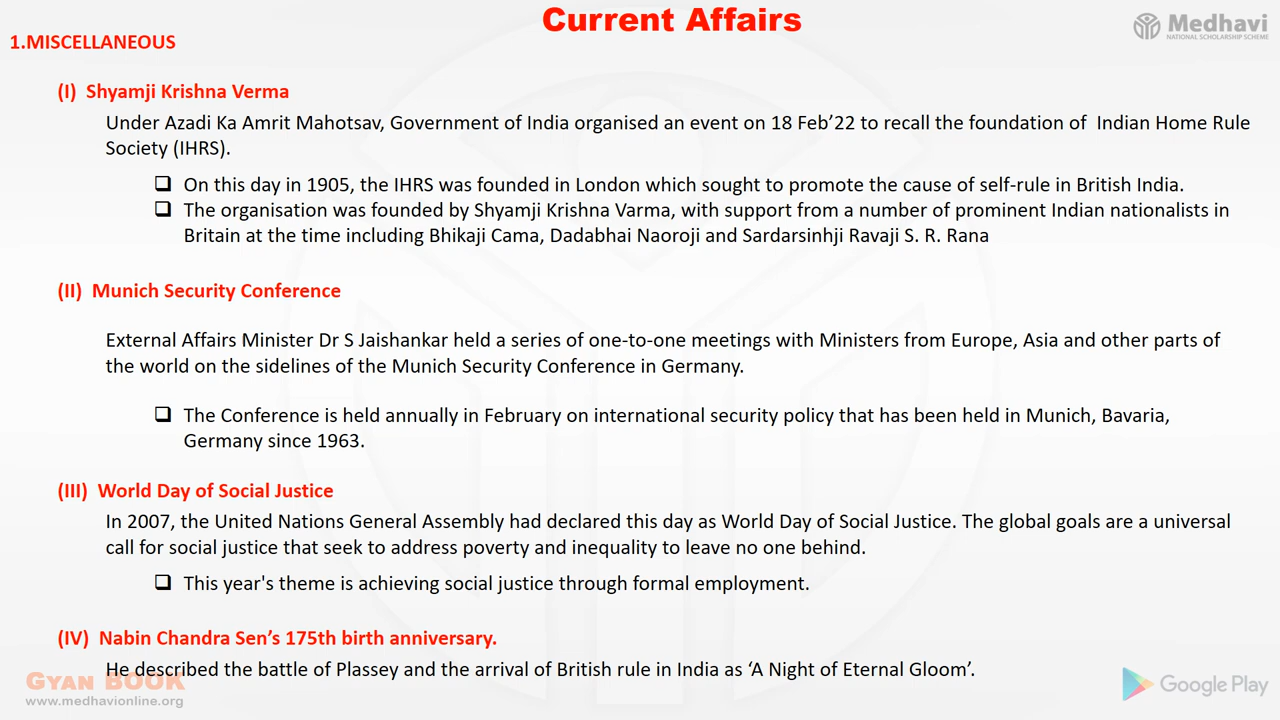 Current Affairs
Medhavi
NATIONAL SCHOLARSHIP SCHEME
1.MISCELLANEOUS
(I) Shyamji Krishna Verma
Under Azadi Ka Amrit Mahotsav, Government of India organised an event on 18 Feb’22 to recall the foundation of Indian Home Rule
Society (IHRS).
❑ On this day in 1905, the IHRS was founded in London which sought to promote the cause of self-rule in British India.
❑ The organisation was founded by Shyamji Krishna Varma, with support from a number of prominent Indian nationalists in
Britain at the time including Bhikaji Cama, Dadabhai Naoroji and Sardarsinhji Ravaji S. R. Rana
(II) Munich Security Conference
External Affairs Minister Dr S Jaishankar held a series of one-to-one meetings with Ministers from Europe, Asia and other parts of
the world on the sidelines of the Munich Security Conference in Germany.
❑ The Conference is held annually in February on international security policy that has been held in Munich, Bavaria,
Germany since 1963.
(III) World Day of Social Justice
In 2007, the United Nations General Assembly had declared this day as World Day of Social Justice. The global goals are a universal
call for social justice that seek to address poverty and inequality to leave no one behind.
❑ This year's theme is achieving social justice through formal employment.
(IV) Nabin Chandra Sen’s 175th birth anniversary.
He described the battle of Plassey and the arrival of British rule in India as ‘A Night of Eternal Gloom’.
GYAN BOOK
www.medhavionline.org
Google Play